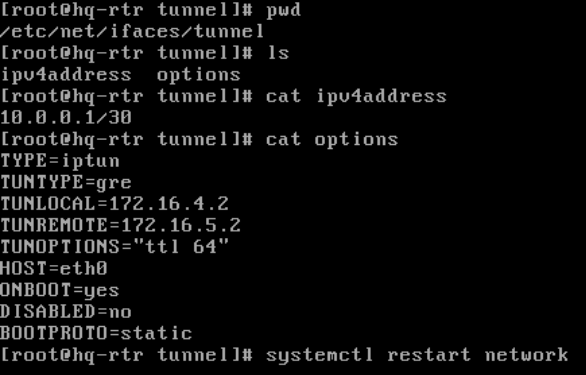 [root@hq-rtr tunnel]# pwd
/etc/net/ifaces/tunnel
[root@hq-rtr tunnel]# ls
ipv4address  options
[root@hq-rtr tunnel]# cat ipv4address
10.0.0.1/30
[root@hq-rtr tunnel]# cat options
TYPE=iptun
TUNTYPE=gre
TUNLOCAL=172.16.4.2
TUNREMOTE=172.16.5.2
TUNOPTIONS="ttl 64"
HOST=eth0
ONBOOT=yes
DISABLED=no
BOOTPROTO=static
[root@hq-rtr tunnel]# systemctl restart network